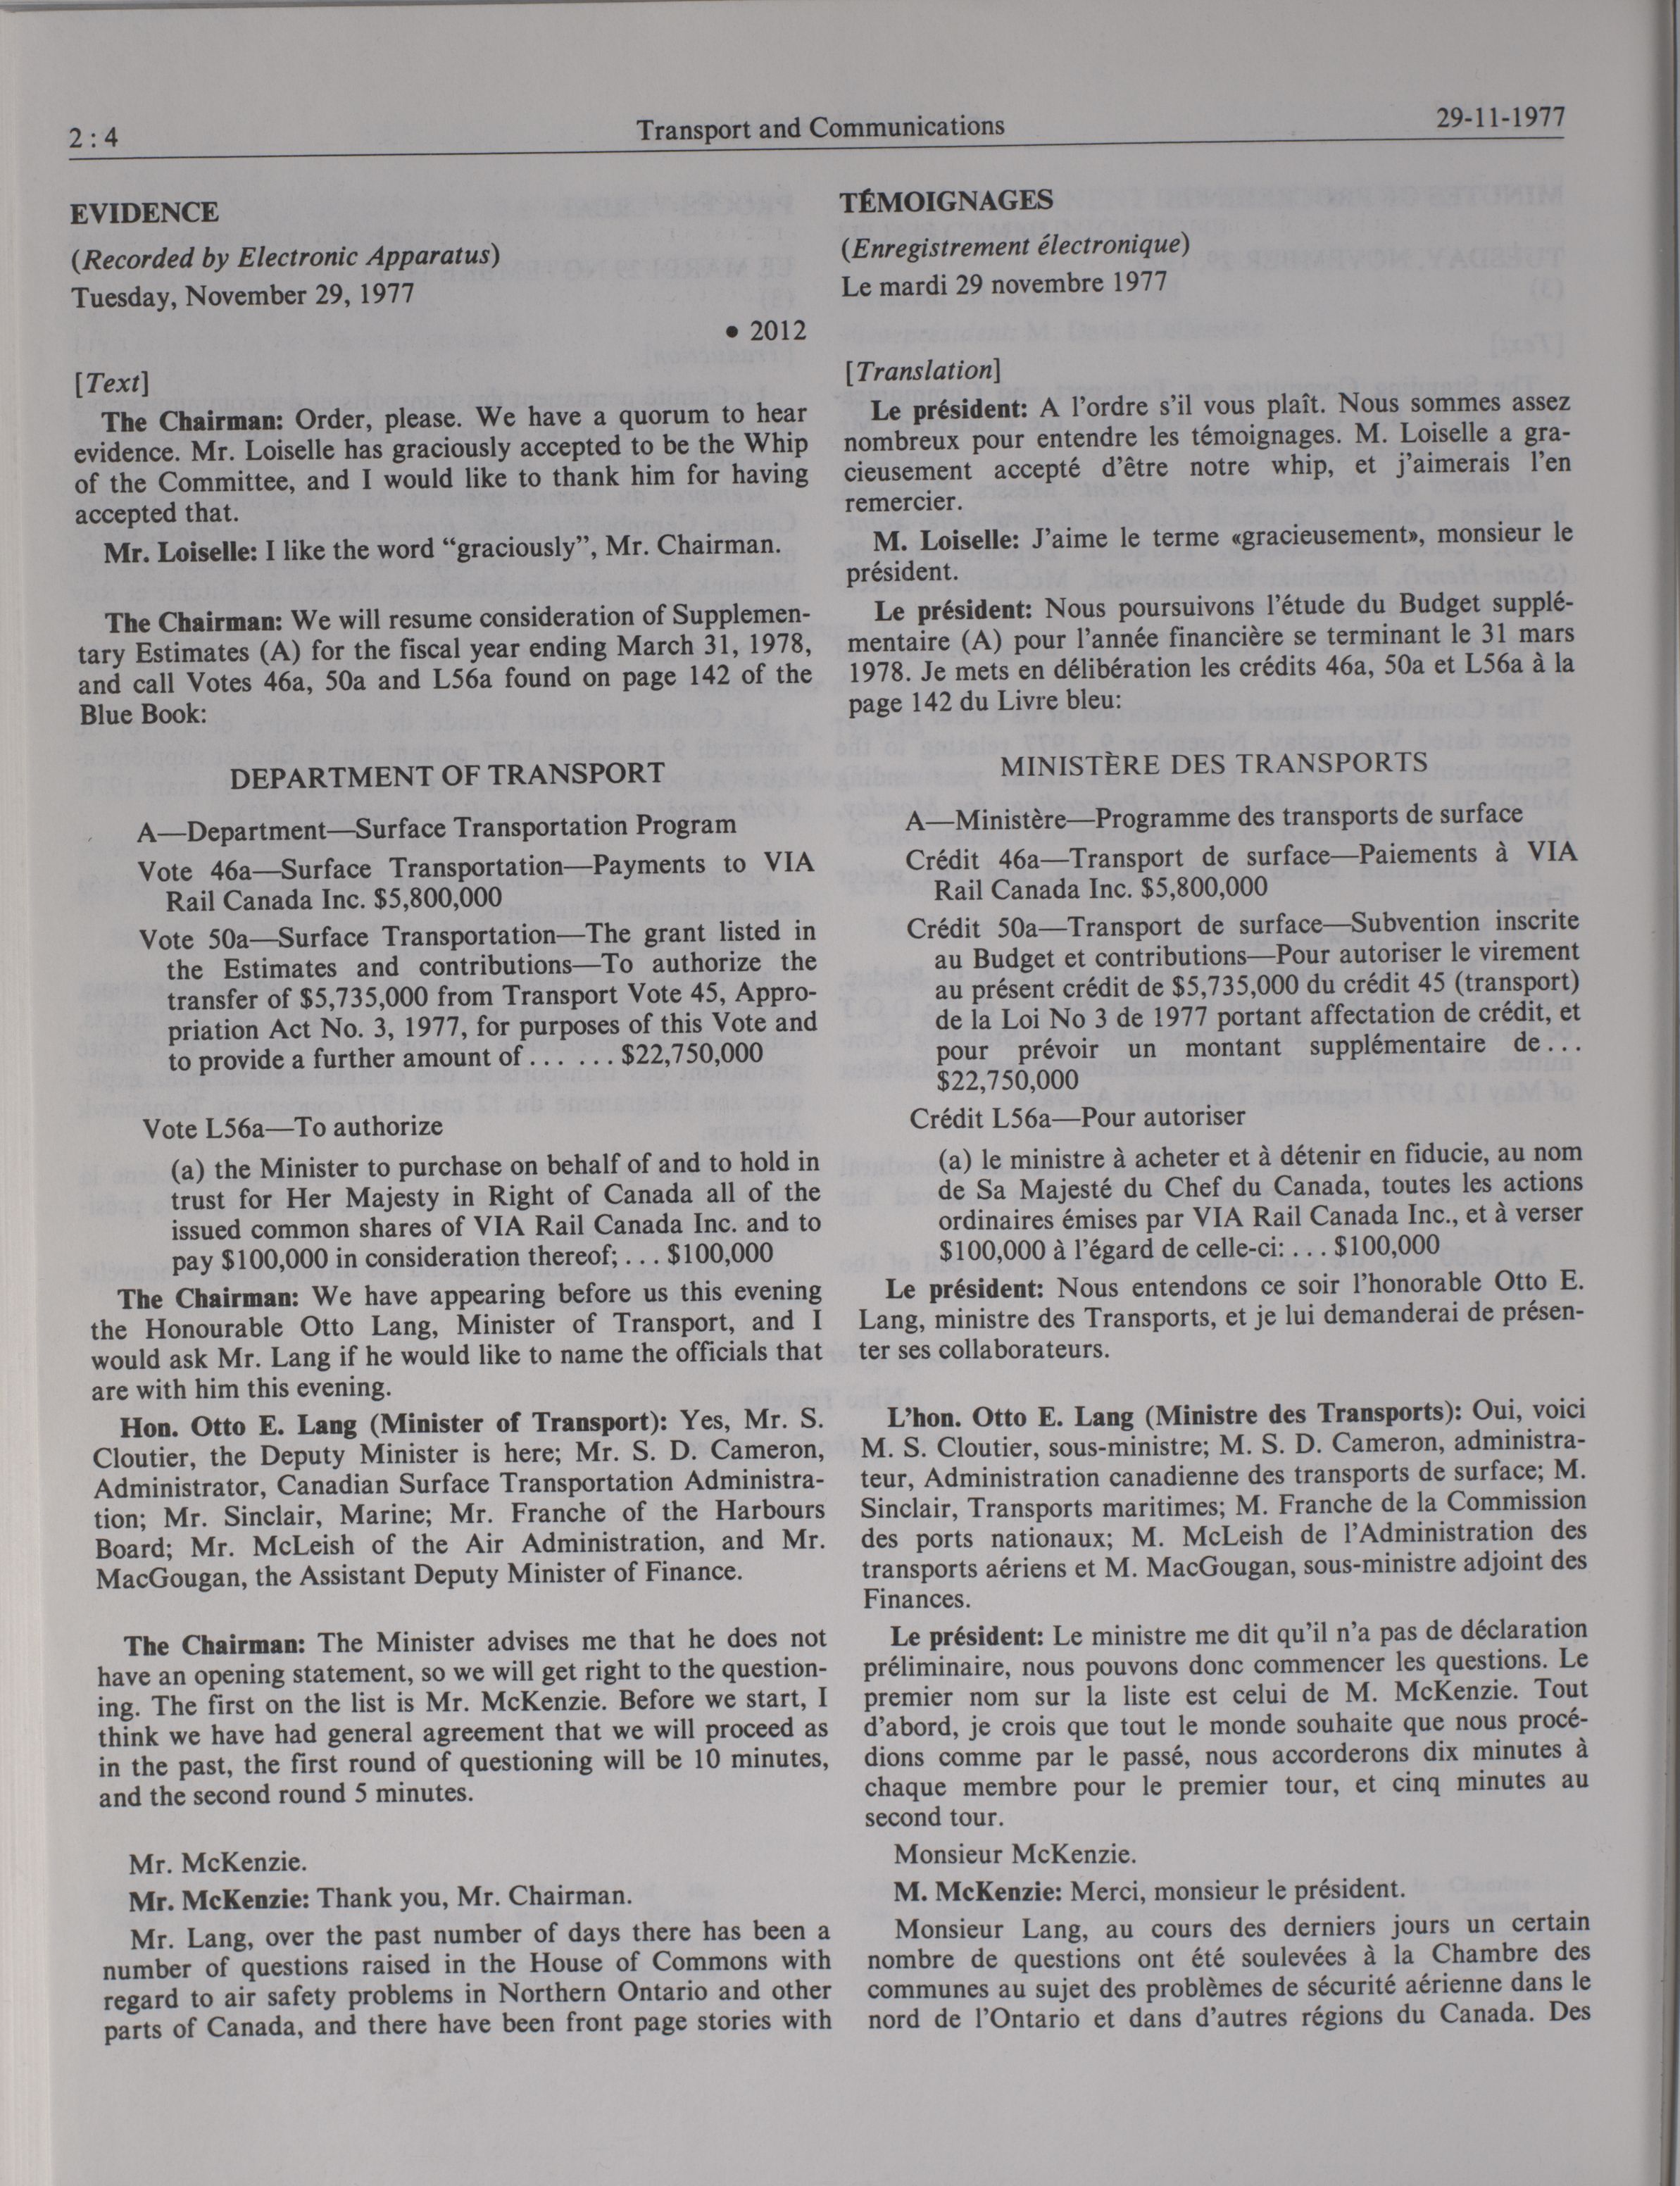 2 : 4
Transport and Communications
29-11-1977
EVIDENCE
(Recorded by Electronic Apparatus)
Tuesday, November 29, 1977
• 2012
[Text]
The Chairman: Order, please. We have a quorum to hear
evidence. Mr. Loiselle has graciously accepted to be the Whip
of the Committee, and I would like to thank him for having
accepted that.
Mr. Loiselle: I like the word “graciously”, Mr. Chairman.
The Chairman: We will resume consideration of Supplemen-
tary Estimates (A) for the fiscal year ending March 31, 1978,
and call Votes 46a, 50a and L56a found on page 142 of the
Blue Book:
DEPARTMENT OF TRANSPORT
A—Department—Surface Transportation Program
Vote 46a—Surface Transportation—Payments to VIA
Rail Canada Inc. $5,800,000
Vote 50a—Surface Transportation—The grant listed in
the Estimates and contributions—To authorize the
transfer of $5,735,000 from Transport Vote 45, Appro-
priation Act No. 3, 1977, for purposes of this Vote and
to provide a further amount of . . . . . . $22,750,000
Vote L56a—To authorize
(a) the Minister to purchase on behalf of and to hold in
trust for Her Majesty in Right of Canada all of the
issued common shares of VIA Rail Canada Inc. and to
pay $100,000 in consideration thereof; . . . $100,000
The Chairman: We have appearing before us this evening
the Honourable Otto Lang, Minister of Transport, and I
would ask Mr. Lang if he would like to name the officials that
are with him this evening.
Hon. Otto E. Lang (Minister of Transport): Yes, Mr. S.
Cloutier, the Deputy Minister is here; Mr. S. D. Cameron,
Administrator, Canadian Surface Transportation Administra-
tion; Mr. Sinclair, Marine; Mr. Franche of the Harbours
Board; Mr. McLeish of the Air Administration, and Mr.
MacGougan, the Assistant Deputy Minister of Finance.
The Chairman: The Minister advises me that he does not
have an opening statement, so we will get right to the question-
ing. The first on the list is Mr. McKenzie. Before we start, I
think we have had general agreement that we will proceed as
in the past, the first round of questioning will be 10 minutes,
and the second round 5 minutes.
Mr. McKenzie.
Mr. McKenzie: Thank you, Mr. Chairman.
Mr. Lang, over the past number of days there has been a
number of questions raised in the House of Commons with
regard to air safety problems in Northern Ontario and other
parts of Canada, and there have been front page stories with
TÉMOIGNAGES
(Enregistrement électronique)
Le mardi 29 novembre 1977
[Translation]
Le président: A l’ordre s’il vous plaît. Nous sommes assez
nombreux pour entendre les témoignages. M. Loiselle a gra-
cieusement accepté d’être notre whip, et j’aimerais l’en
remercier.
M. Loiselle: J’aime le terme «gracieusement», monsieur le
président.
Le président: Nous poursuivons l’étude du Budget supplé-
mentaire (A) pour l’année financière se terminant le 31 mars
1978. Je mets en délibération les crédits 46a, 50a et L56a à la
page 142 du Livre bleu:
MINISTÈRE DES TRANSPORTS
A—Ministère—Programme des transports de surface
Crédit 46a—Transport de surface—Paiements à VIA
Rail Canada Inc. $5,800,000
Crédit 50a—Transport de surface—Subvention inscrite
au Budget et contributions—Pour autoriser le virement
au présent crédit de $5,735,000 du crédit 45 (transport)
de la Loi No 3 de 1977 portant affectation de crédit, et
pour prévoir un montant supplémentaire de . . .
$22,750,000
Crédit L56a—Pour autoriser
(a) le ministre à acheter et à détenir en fiducie, au nom
de Sa Majesté du Chef du Canada, toutes les actions
ordinaires émises par VIA Rail Canada Inc., et à verser
$100,000 à l’égard de celle-ci: . . . $100,000
Le président: Nous entendons ce soir l’honorable Otto E.
Lang, ministre des Transports, et je lui demanderai de présen-
ter ses collaborateurs.
L’hon. Otto E. Lang (Ministre des Transports): Oui, voici
M. S. Cloutier, sous-ministre; M. S. D. Cameron, administra-
teur, Administration canadienne des transports de surface; M.
Sinclair, Transports maritimes; M. Franche de la Commission
des ports nationaux; M. McLeish de l’Administration des
transports aériens et M. MacGougan, sous-ministre adjoint des
Finances.
Le président: Le ministre me dit qu’il n’a pas de déclaration
préliminaire, nous pouvons donc commencer les questions. Le
premier nom sur la liste est celui de M. McKenzie. Tout
d’abord, je crois que tout le monde souhaite que nous procé-
dions comme par le passé, nous accorderons dix minutes à
chaque membre pour le premier tour, et cinq minutes au
second tour.
Monsieur McKenzie.
M. McKenzie: Merci, monsieur le président.
Monsieur Lang, au cours des derniers jours un certain
nombre de questions ont été soulevées à la Chambre des
communes au sujet des problèmes de sécurité aérienne dans le
nord de l’Ontario et dans d’autres régions du Canada. Des